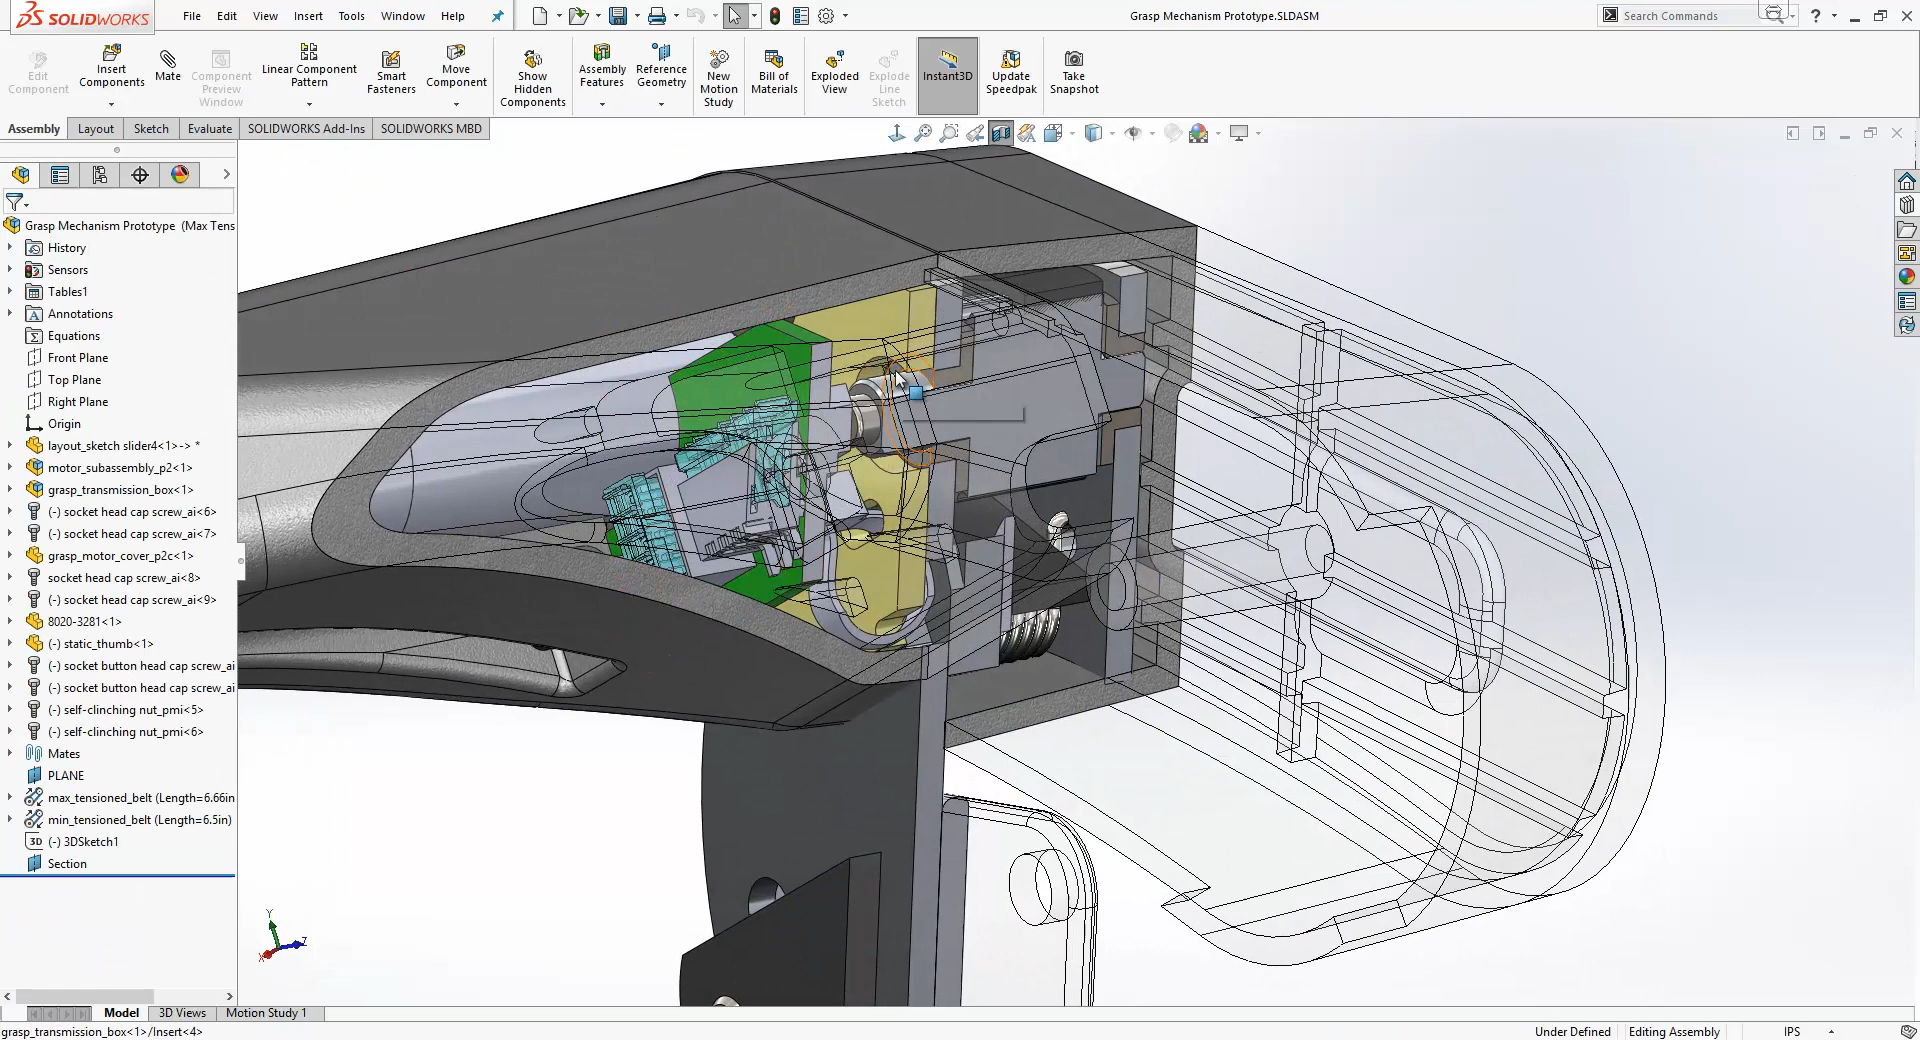 SOLIDWORKS
File Edit View Insert Tools Window Help
Grasp Mechanism Prototype.SLDASM
Search Commands
?
Edit Component
Insert Components
Mate
Component Preview Window
Linear Component Pattern
Smart Fasteners
Move Component
Show Hidden Components
Assembly Features
Reference Geometry
New Motion Study
Bill of Materials
Exploded View
Explode Line Sketch
Instant3D
Update Speedpak
Take Snapshot
Assembly Layout Sketch Evaluate SOLIDWORKS Add-Ins SOLIDWORKS MBD
Grasp Mechanism Prototype (Max Tens
History
Sensors
Tables1
Annotations
Equations
Front Plane
Top Plane
Right Plane
Origin
layout_sketch slider4<1>-> *
motor_subassembly_p2<1>
grasp_transmission_box<1>
(-) socket head cap screw_ai<6>
(-) socket head cap screw_ai<7>
grasp_motor_cover_p2c<1>
socket head cap screw_ai<8>
(-) socket head cap screw_ai<9>
8020-3281<1>
(-) static_thumb<1>
(-) socket button head cap screw_ai
(-) socket button head cap screw_ai
(-) self-clinching nut_pmi<5>
(-) self-clinching nut_pmi<6>
Mates
PLANE
max_tensioned_belt (Length=6.66in
min_tensioned_belt (Length=6.5in)
3D (-) 3DSketch1
Section
Y
Z
X
Model 3D Views Motion Study 1
grasp_transmission_box<1>/Insert<4>
Under Defined Editing Assembly IPS